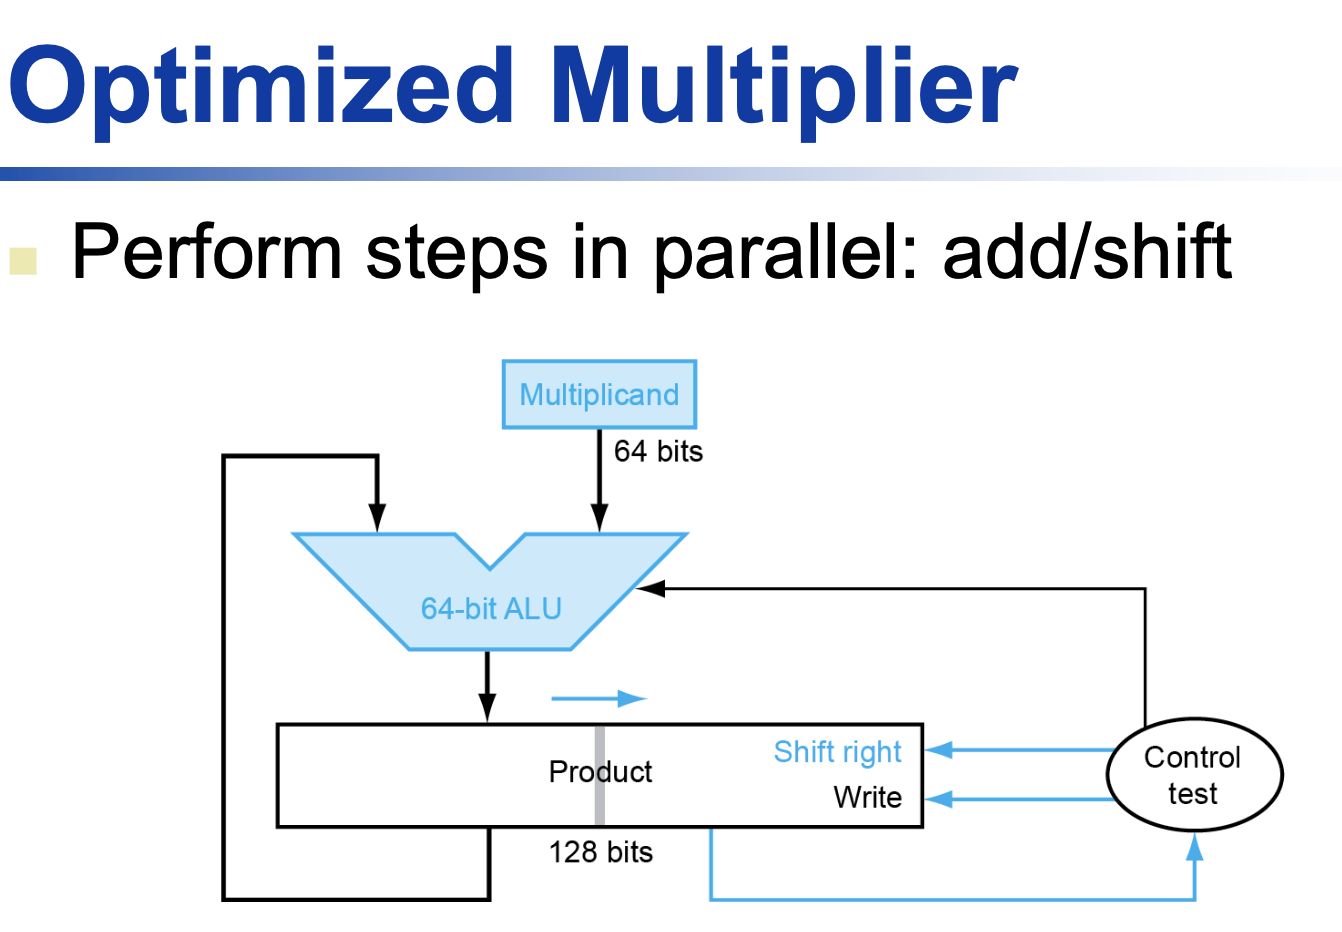 Optimized Multiplier
Perform steps in parallel: add/shift
Multiplicand
64 bits
64-bit ALU
Product
Shift right
Write
128 bits
Control
test